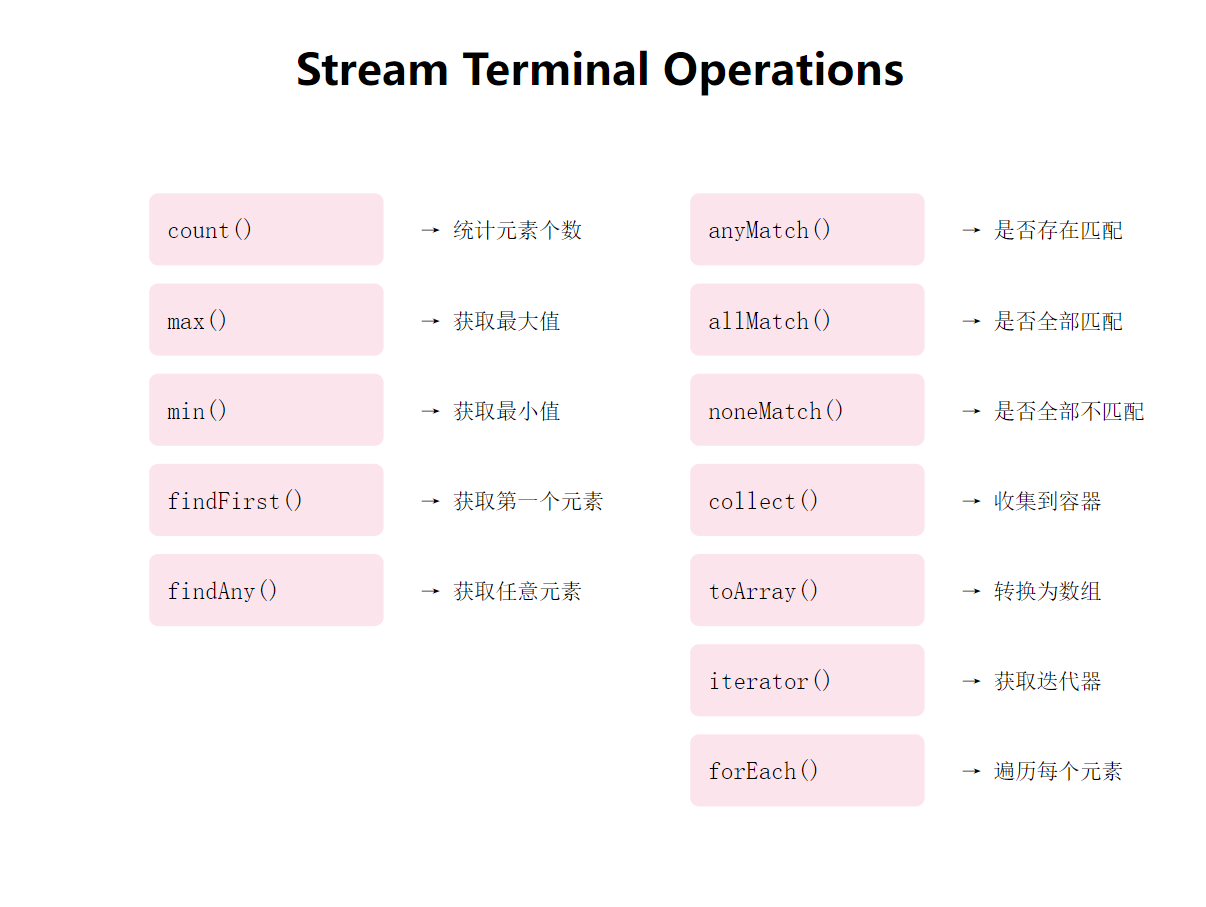 Stream Terminal Operations
count() → 统计元素个数
max() → 获取最大值
min() → 获取最小值
findFirst() → 获取第一个元素
findAny() → 获取任意元素
anyMatch() → 是否存在匹配
allMatch() → 是否全部匹配
noneMatch() → 是否全部不匹配
collect() → 收集到容器
toArray() → 转换为数组
iterator() → 获取迭代器
forEach() → 遍历每个元素